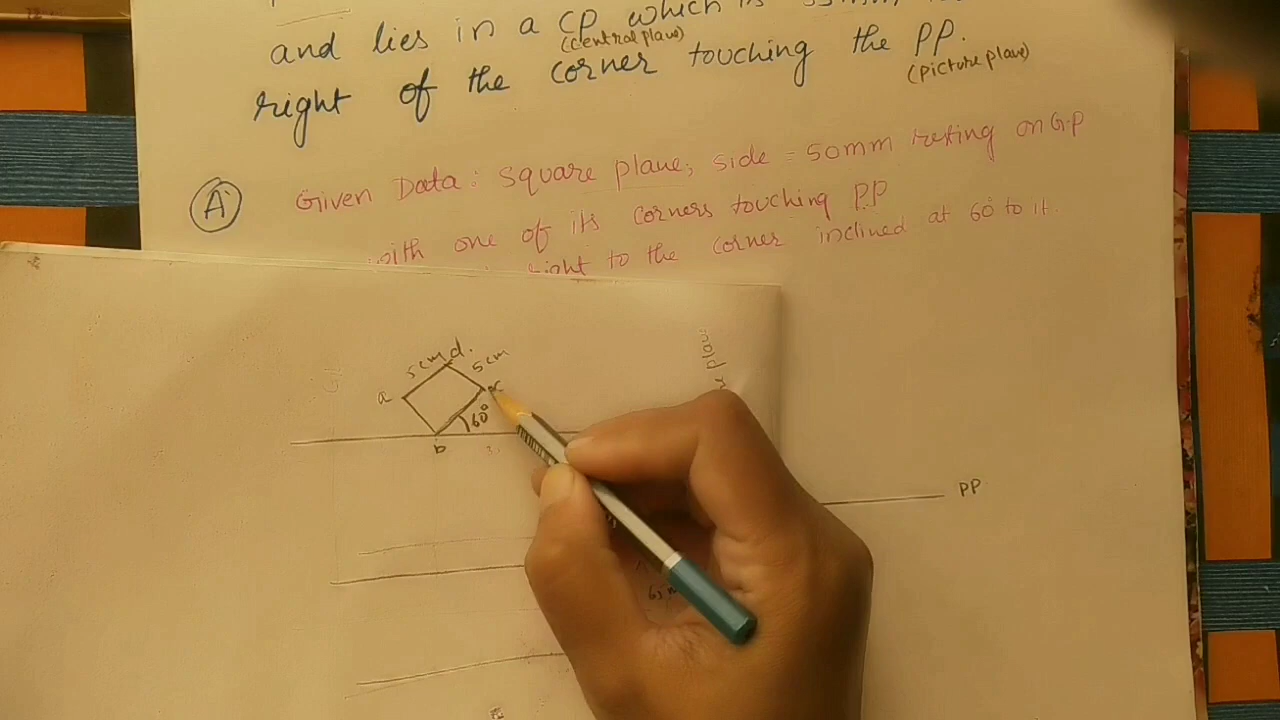 and lies in a CP which is
(central plane)
right of the corner touching the PP.
(picture plane)
A
Given Data: square plane, side = 50mm resting on G.P
with one of its corners touching PP
right to the corner inclined at 60° to it.
5cm d. 5cm
a c
60°
b
PP